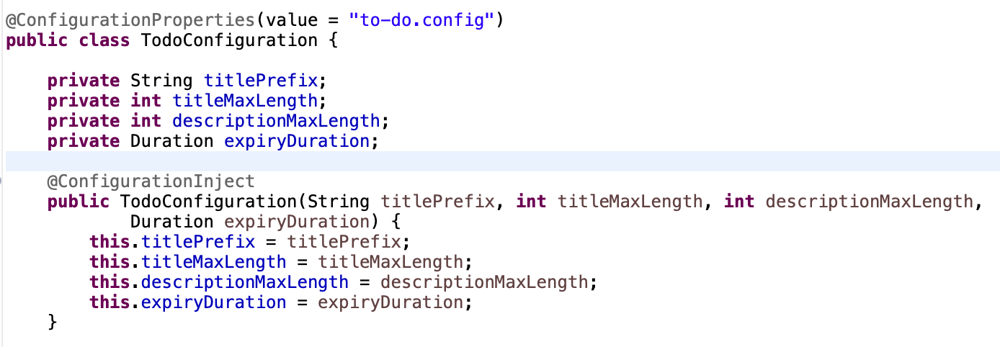 @ConfigurationProperties(value = "to-do.config")
public class TodoConfiguration {
private String titlePrefix;
private int titleMaxLength;
private int descriptionMaxLength;
private Duration expiryDuration;
@ConfigurationInject
public TodoConfiguration(String titlePrefix, int titleMaxLength, int descriptionMaxLength,
Duration expiryDuration) {
this.titlePrefix = titlePrefix;
this.titleMaxLength = titleMaxLength;
this.descriptionMaxLength = descriptionMaxLength;
this.expiryDuration = expiryDuration;
}